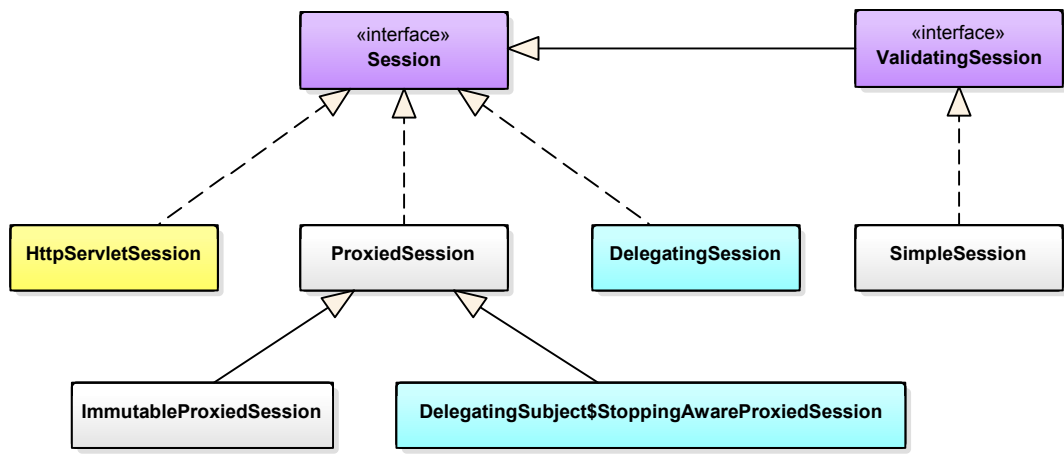 «interface»
Session
«interface»
ValidatingSession
HttpServletSession
ProxiedSession
DelegatingSession
SimpleSession
ImmutableProxiedSession
DelegatingSubject$StoppingAwareProxiedSession